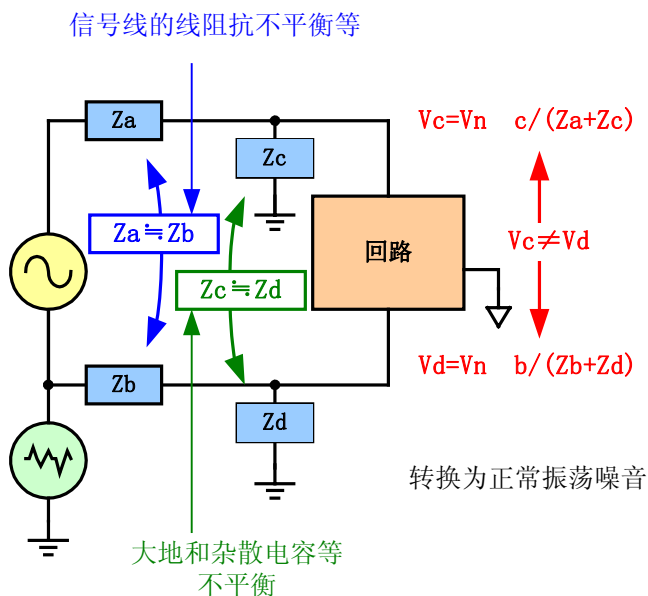 信号线的线阻抗不平衡等
Za
Zc
Vc=Vn c/(Za+Zc)
Za≒Zb
回路
Vc≠Vd
Zc≒Zd
Zb
Vd=Vn b/(Zb+Zd)
Zd
转换为正常振荡噪音
大地和杂散电容等
不平衡